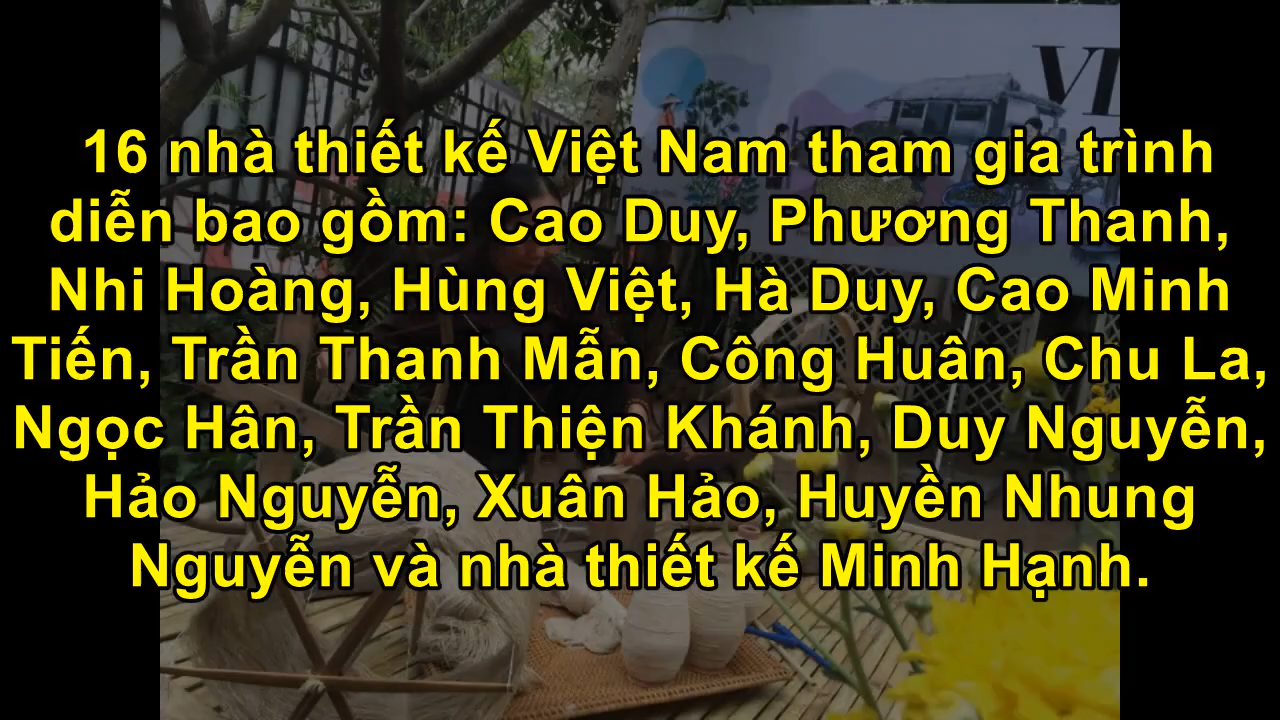 VI
16 nhà thiết kế Việt Nam tham gia trình
diễn bao gồm: Cao Duy, Phương Thanh,
Nhi Hoàng, Hùng Việt, Hà Duy, Cao Minh
Tiến, Trần Thanh Mẫn, Công Huân, Chu La,
Ngọc Hân, Trần Thiện Khánh, Duy Nguyễn,
Hảo Nguyễn, Xuân Hảo, Huyền Nhung
Nguyễn và nhà thiết kế Minh Hạnh.